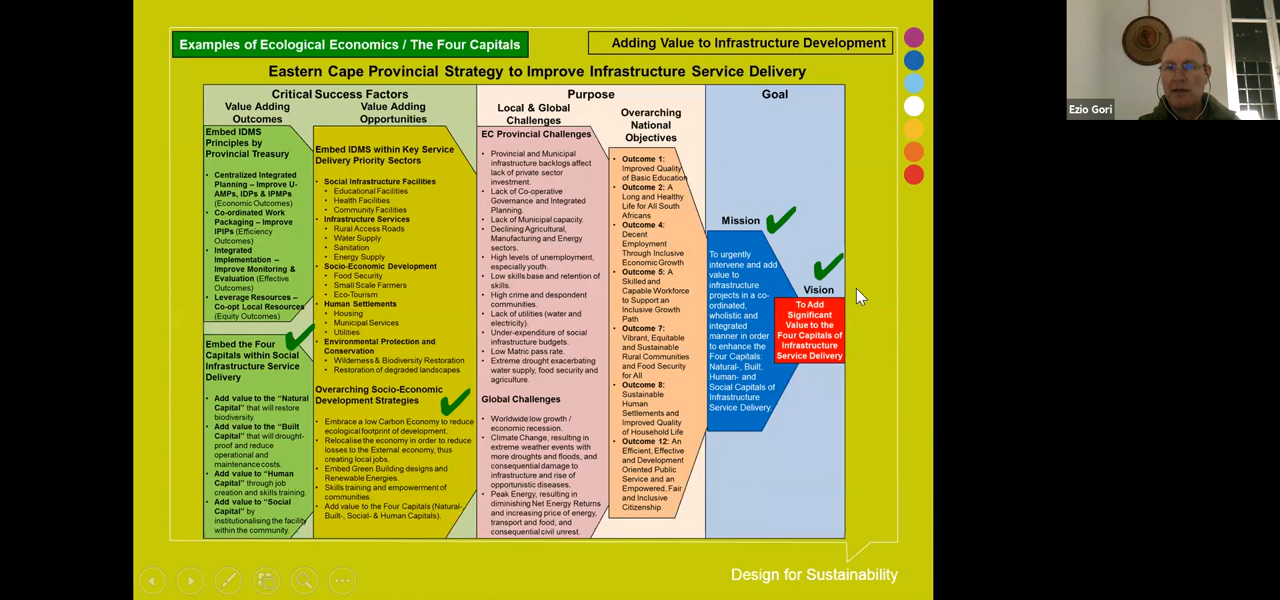 Examples of Ecological Economics / The Four Capitals
Adding Value to Infrastructure Development
Eastern Cape Provincial Strategy to Improve Infrastructure Service Delivery
Critical Success Factors
Purpose
Goal
Value Adding
Outcomes
Embed IDMS
Principles by
Provincial Treasury
• Centralized Integrated
Planning – Improve U-
AMPs, IDPs & IPMPs
(Economic Outcomes)
• Co-ordinated Work
Packaging – Improve
IPIPs (Efficiency
Outcomes)
• Integrated
Implementation –
Improve Monitoring &
Evaluation (Effective
Outcomes)
• Leverage Resources –
Co-opt Local Resources
(Equity Outcomes)
Embed the Four
Capitals within Social
Infrastructure Service
Delivery
• Add value to the "Natural
Capital" that will restore
biodiversity.
• Add value to the "Built
Capital" that will drought-
proof and reduce
operational and
maintenance costs.
• Add value to "Human
Capital" through job
creation and skills training.
• Add value to "Social
Capital" by
institutionalising the facility
within the community.
Value Adding
Opportunities
Embed IDMS within Key Service
Delivery Priority Sectors
• Social Infrastructure Facilities
• Educational Facilities
• Health Facilities
• Community Facilities
• Infrastructure Services
• Rural Access Roads
• Water Supply
• Sanitation
• Energy Supply
• Socio-Economic Development
• Food Security
• Small Scale Farmers
• Eco-Tourism
• Human Settlements
• Housing
• Municipal Services
• Utilities
• Environmental Protection and
Conservation
• Wilderness & Biodiversity Restoration
• Restoration of degraded landscapes
Overarching Socio-Economic
Development Strategies
• Embrace a low Carbon Economy to reduce
ecological footprint of development.
• Relocalise the economy in order to reduce
losses to the External economy, thus
creating local jobs.
• Embed Green Building designs and
Renewable Energies.
• Skills training and empowerment of
communities.
• Add value to the Four Capitals (Natural-,
Built-, Social- & Human Capitals).
Local & Global
Challenges
EC Provincial Challenges
• Provincial and Municipal
infrastructure backlogs affect
lack of private sector
investment.
• Lack of Co-operative
Governance and Integrated
Planning.
• Lack of Municipal capacity.
• Declining Agricultural,
Manufacturing and Energy
sectors.
• High levels of unemployment,
especially youth.
• Low skills base and retention of
skills.
• High crime and despondent
communities.
• Lack of utilities (water and
electricity).
• Under-expenditure of social
infrastructure budgets.
• Low Matric pass rate.
• Extreme drought exacerbating
water supply, food security and
agriculture.
Global Challenges
• Worldwide low growth /
economic recession.
• Climate Change, resulting in
extreme weather events with
more droughts and floods, and
consequential damage to
infrastructure and rise of
opportunistic diseases.
• Peak Energy, resulting in
diminishing Net Energy Returns
and increasing price of energy,
transport and food, and
consequential civil unrest.
Overarching
National
Objectives
• Outcome 1:
Improved Quality
of Basic Education
• Outcome 2: A
Long and Healthy
Life for All South
Africans
• Outcome 4:
Decent
Employment
Through Inclusive
Economic Growth
• Outcome 5: A
Skilled and
Capable Workforce
to Support an
Inclusive Growth
Path
• Outcome 7:
Vibrant, Equitable
and Sustainable
Rural Communities
and Food Security
for All
• Outcome 8:
Sustainable
Human
Settlements and
Improved Quality
of Household Life
• Outcome 12: An
Efficient, Effective
and Development
Oriented Public
Service and an
Empowered, Fair
and Inclusive
Citizenship.
Mission
To urgently
intervene and add
value to
infrastructure
projects in a co-
ordinated,
wholistic and
integrated
manner in order
to enhance the
Four Capitals:
Natural-, Built,
Human- and
Social Capitals of
Infrastructure
Service Delivery.
Vision
To Add
Significant
Value to the
Four Capitals of
Infrastructure
Service Delivery
Design for Sustainability
Ezio Gori